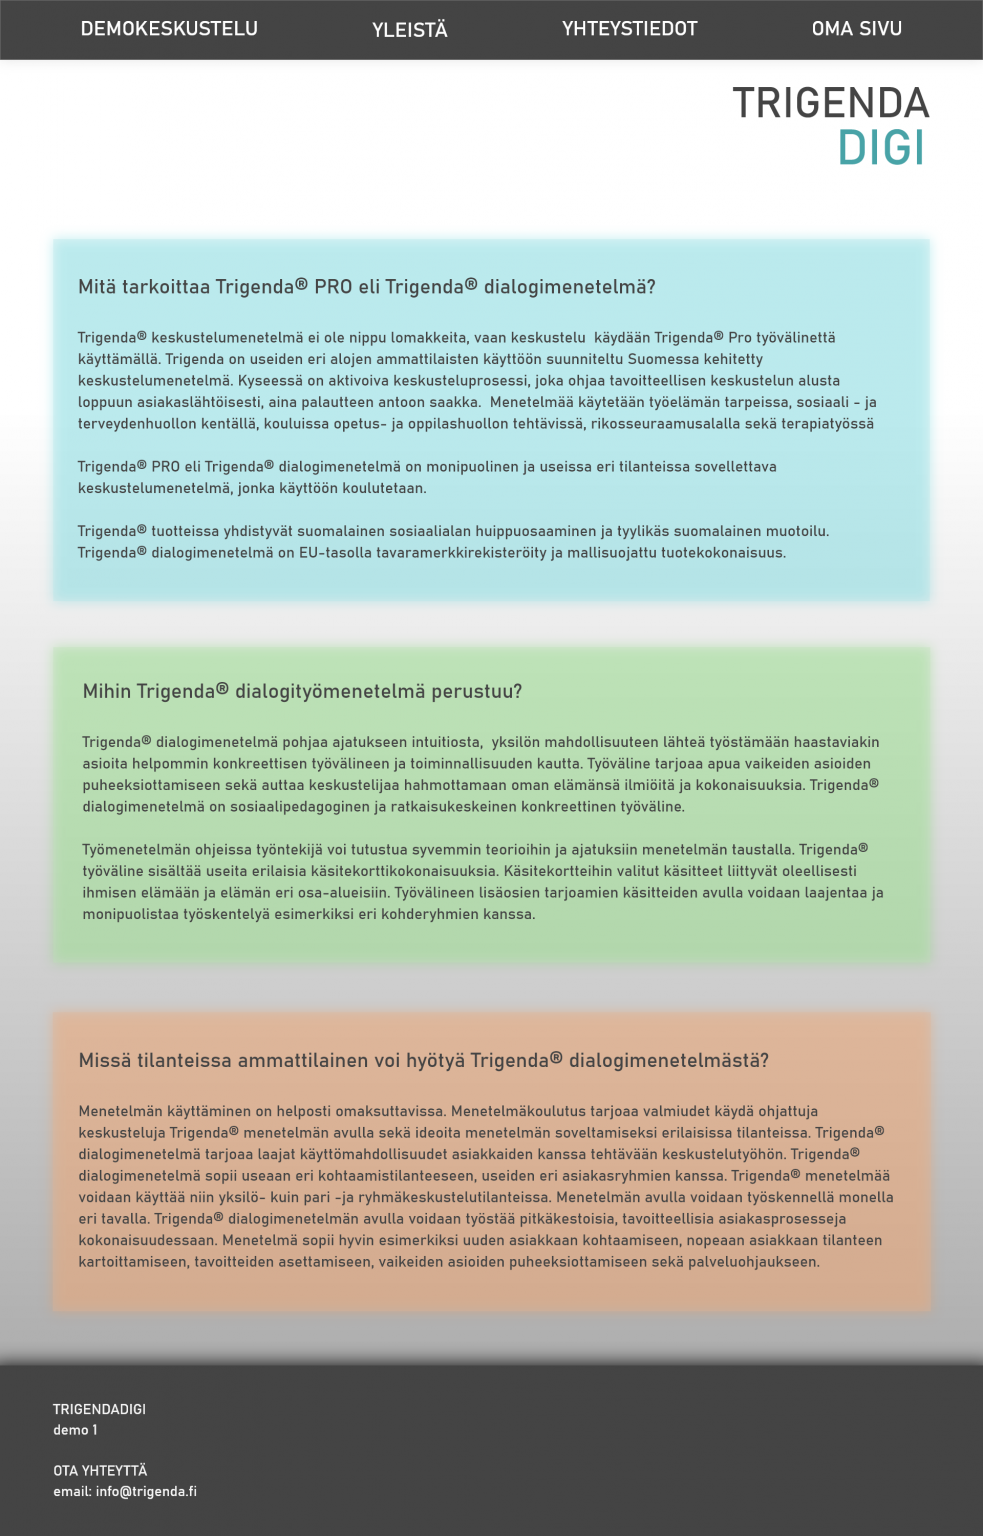 DEMOKESKUSTELU YLEISTÄ YHTEYSTIEDOT OMA SIVU
TRIGENDA
DIGI
Mitä tarkoittaa Trigenda® PRO eli Trigenda® dialogimenetelmä?
Trigenda® keskustelumenetelmä ei ole nippu lomakkeita, vaan keskustelu  käydään Trigenda® Pro työvälinettä
käyttämällä. Trigenda on useiden eri alojen ammattilaisten käyttöön suunniteltu Suomessa kehitetty
keskustelumenetelmä. Kyseessä on aktivoiva keskusteluprosessi, joka ohjaa tavoitteellisen keskustelun alusta
loppuun asiakaslähtöisesti, aina palautteen antoon saakka.  Menetelmää käytetään työelämän tarpeissa, sosiaali - ja
terveydenhuollon kentällä, kouluissa opetus- ja oppilashuollon tehtävissä, rikosseuraamusalalla sekä terapiatyössä
Trigenda® PRO eli Trigenda® dialogimenetelmä on monipuolinen ja useissa eri tilanteissa sovellettava
keskustelumenetelmä, jonka käyttöön koulutetaan.
Trigenda® tuotteissa yhdistyvät suomalainen sosiaalialan huippuosaaminen ja tyylikäs suomalainen muotoilu.
Trigenda® dialogimenetelmä on EU-tasolla tavaramerkkirekisteröity ja mallisuojattu tuotekokonaisuus.
Mihin Trigenda® dialogityömenetelmä perustuu?
Trigenda® dialogimenetelmä pohjaa ajatukseen intuitiosta,  yksilön mahdollisuuteen lähteä työstämään haastaviakin
asioita helpommin konkreettisen työvälineen ja toiminnallisuuden kautta. Työväline tarjoaa apua vaikeiden asioiden
puheeksiottamiseen sekä auttaa keskustelijaa hahmottamaan oman elämänsä ilmiöitä ja kokonaisuuksia. Trigenda®
dialogimenetelmä on sosiaalipedagoginen ja ratkaisukeskeinen konkreettinen työväline.
Työmenetelmän ohjeissa työntekijä voi tutustua syvemmin teorioihin ja ajatuksiin menetelmän taustalla. Trigenda®
työväline sisältää useita erilaisia käsitekorttikokonaisuuksia. Käsitekortteihin valitut käsitteet liittyvät oleellisesti
ihmisen elämään ja elämän eri osa-alueisiin. Työvälineen lisäosien tarjoamien käsitteiden avulla voidaan laajentaa ja
monipuolistaa työskentelyä esimerkiksi eri kohderyhmien kanssa.
Missä tilanteissa ammattilainen voi hyötyä Trigenda® dialogimenetelmästä?
Menetelmän käyttäminen on helposti omaksuttavissa. Menetelmäkoulutus tarjoaa valmiudet käydä ohjattuja
keskusteluja Trigenda® menetelmän avulla sekä ideoita menetelmän soveltamiseksi erilaisissa tilanteissa. Trigenda®
dialogimenetelmä tarjoaa laajat käyttömahdollisuudet asiakkaiden kanssa tehtävään keskustelutyöhön. Trigenda®
dialogimenetelmä sopii useaan eri kohtaamistilanteeseen, useiden eri asiakasryhmien kanssa. Trigenda® menetelmää
voidaan käyttää niin yksilö- kuin pari -ja ryhmäkeskustelutilanteissa. Menetelmän avulla voidaan työskennellä monella
eri tavalla. Trigenda® dialogimenetelmän avulla voidaan työstää pitkäkestoisia, tavoitteellisia asiakasprosesseja
kokonaisuudessaan. Menetelmä sopii hyvin esimerkiksi uuden asiakkaan kohtaamiseen, nopeaan asiakkaan tilanteen
kartoittamiseen, tavoitteiden asettamiseen, vaikeiden asioiden puheeksiottamiseen sekä palveluohjaukseen.
TRIGENDADIGI
demo 1
OTA YHTEYTTÄ
email: info@trigenda.fi